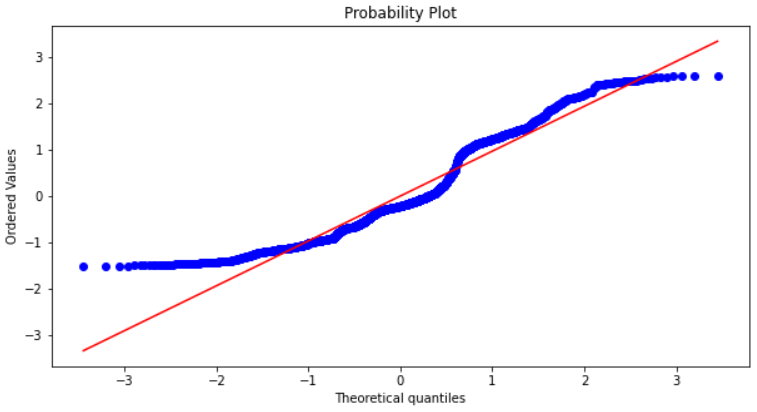 Probability Plot
Ordered Values
3
2
1
0
−1
−2
−3
−3 −2 −1 0 1 2 3
Theoretical quantiles